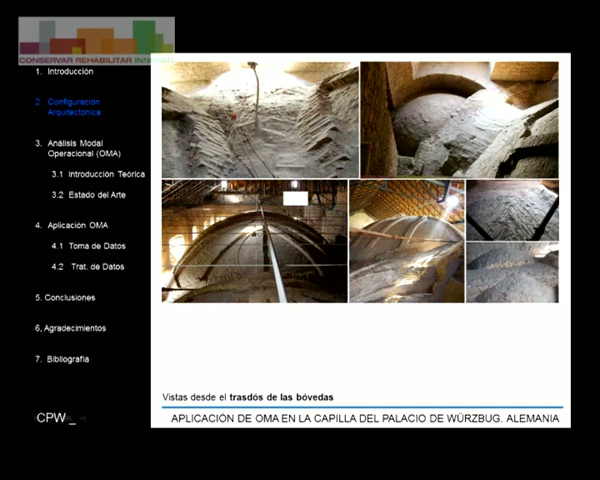 CONSERVAR REHABILITAR INNOVAR
1. Introducción
2. Configuración
Arquitectónica
3. Análisis Modal
Operacional (OMA)
3.1 Introducción Teórica
3.2 Estado del Arte
4. Aplicación OMA
4.1 Toma de Datos
4.2 Trat. de Datos
5. Conclusiones
6, Agradecimientos
7. Bibliografía
CPW_
Vistas desde el trasdós de las bóvedas
APLICACIÓN DE OMA EN LA CAPILLA DEL PALACIO DE WÜRZBUG. ALEMANIA